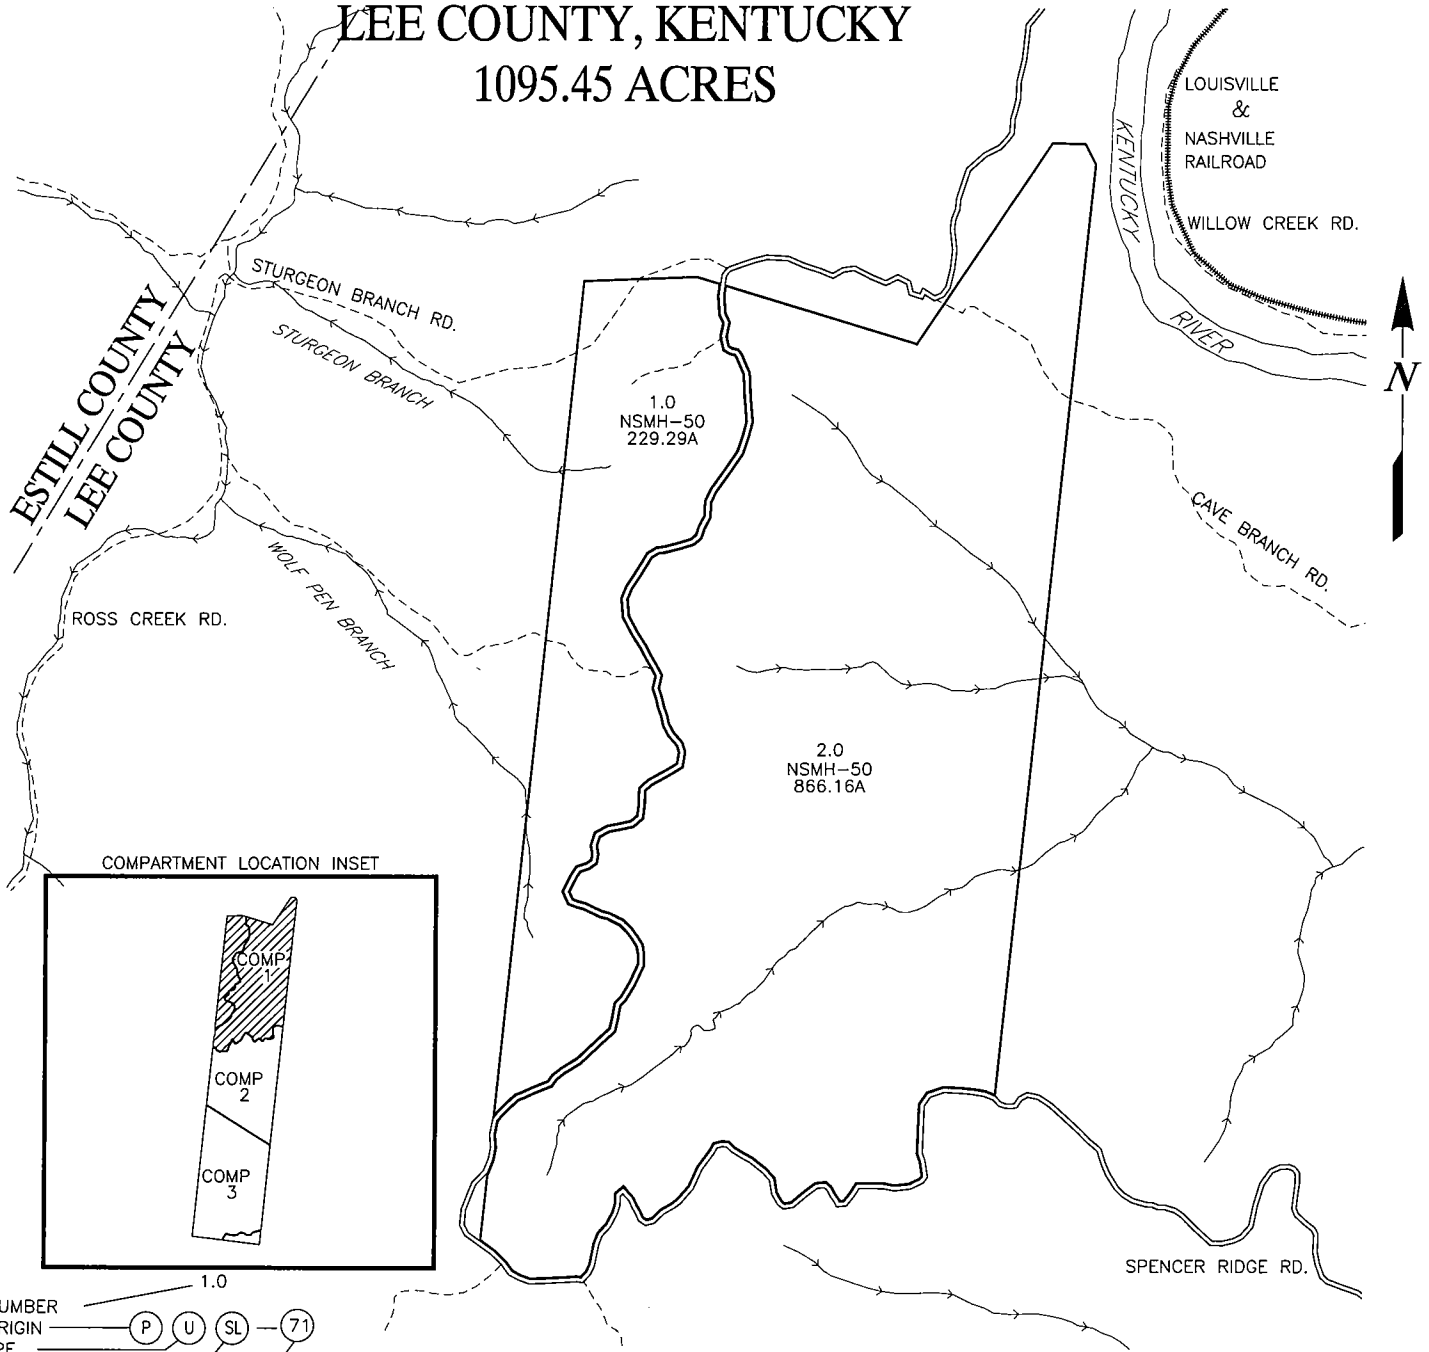 LEE COUNTY, KENTUCKY
1095.45 ACRES
LOUISVILLE
&
NASHVILLE
RAILROAD
KENTUCKY
RIVER
WILLOW CREEK RD.
STURGEON BRANCH RD.
STURGEON BRANCH
ESTILL COUNTY
LEE COUNTY
N
1.0
NSMH-50
229.29A
CAVE BRANCH RD.
WOLF PEN BRANCH
ROSS CREEK RD.
2.0
NSMH-50
866.16A
COMPARTMENT LOCATION INSET
COMP
1
COMP
2
COMP
3
SPENCER RIDGE RD.
1.0
UMBER
RIGIN
P U SL 71